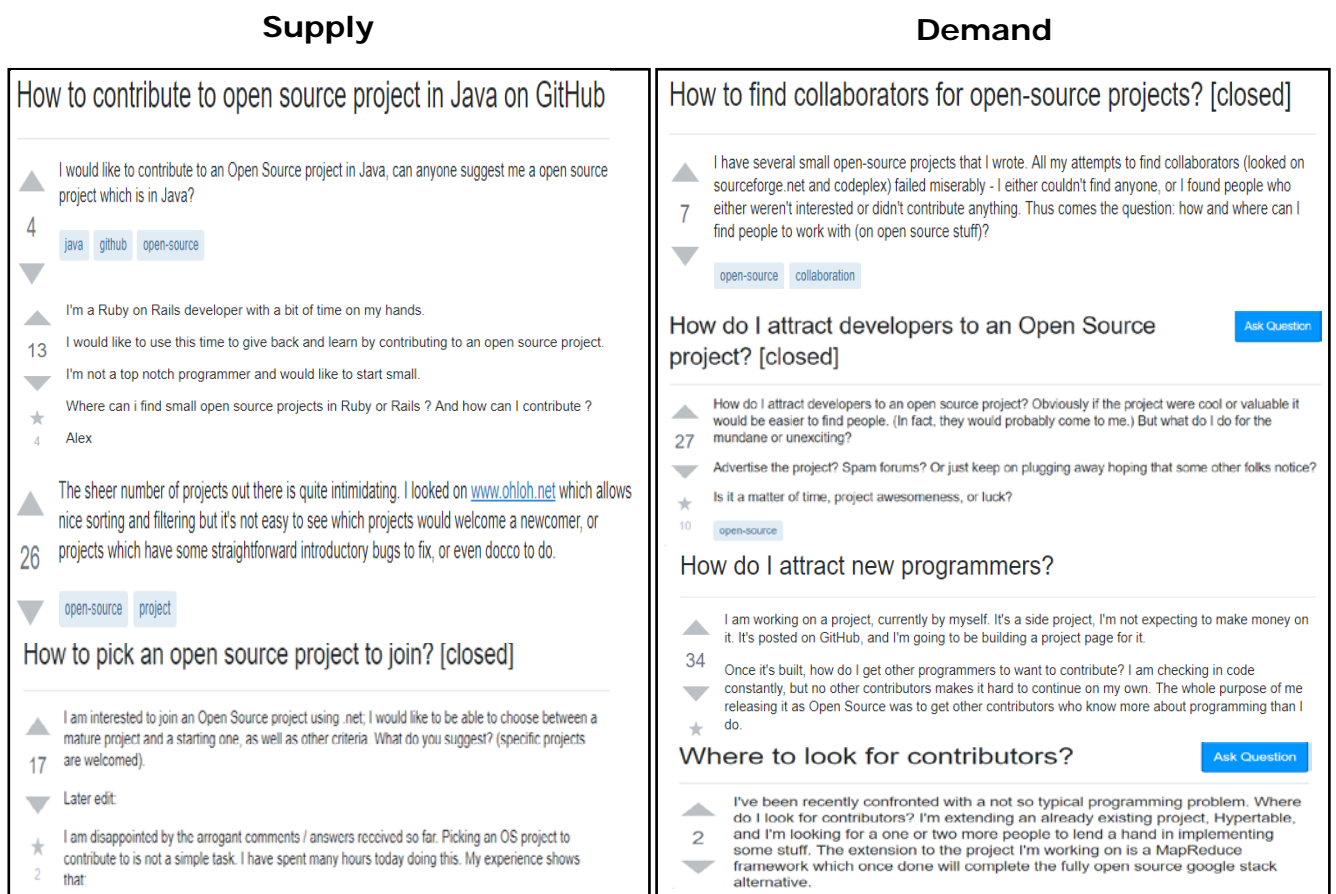 Supply
How to contribute to open source project in Java on GitHub
I would like to contribute to an Open Source project in Java, can anyone suggest me a open source
project which is in Java?
4
java github open-source
I'm a Ruby on Rails developer with a bit of time on my hands.
13
I would like to use this time to give back and learn by contributing to an open source project.
I'm not a top notch programmer and would like to start small.
Where can i find small open source projects in Ruby or Rails ? And how can I contribute ?
4
Alex
The sheer number of projects out there is quite intimidating. I looked on www.ohloh.net which allows
nice sorting and filtering but it's not easy to see which projects would welcome a newcomer, or
26
projects which have some straightforward introductory bugs to fix, or even docco to do.
open-source project
How to pick an open source project to join? [closed]
I am interested to join an Open Source project using .net; I would like to be able to choose between a
mature project and a starting one, as well as other criteria. What do you suggest? (specific projects
17
are welcomed).
Later edit:
I am disappointed by the arrogant comments / answers received so far. Picking an OS project to
contribute to is not a simple task. I have spent many hours today doing this. My experience shows
2
that:
Demand
How to find collaborators for open-source projects? [closed]
I have several small open-source projects that I wrote. All my attempts to find collaborators (looked on
sourceforge.net and codeplex) failed miserably - I either couldn't find anyone, or I found people who
7
either weren't interested or didn't contribute anything. Thus comes the question: how and where can I
find people to work with (on open source stuff)?
open-source collaboration
How do I attract developers to an Open Source
project? [closed]
Ask Question
How do I attract developers to an open source project? Obviously if the project were cool or valuable it
would be easier to find people. (In fact, they would probably come to me.) But what do I do for the
27
mundane or unexciting?
Advertise the project? Spam forums? Or just keep on plugging away hoping that some other folks notice?
Is it a matter of time, project awesomeness, or luck?
10
open-source
How do I attract new programmers?
I am working on a project, currently by myself. It's a side project, I'm not expecting to make money on
it. It's posted on GitHub, and I'm going to be building a project page for it.
34
Once it's built, how do I get other programmers to want to contribute? I am checking in code
constantly, but no other contributors makes it hard to continue on my own. The whole purpose of me
releasing it as Open Source was to get other contributors who know more about programming than I
do.
Where to look for contributors?
Ask Question
I've been recently confronted with a not so typical programming problem. Where
do I look for contributors? I'm extending an already existing project, Hypertable,
2
and I'm looking for a one or two more people to lend a hand in implementing
some stuff. The extension to the project I'm working on is a MapReduce
framework which once done will complete the fully open source google stack
alternative.